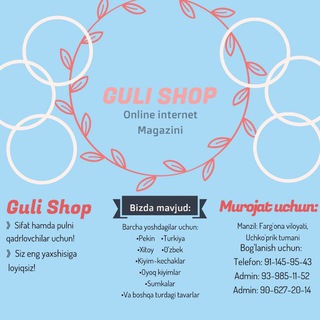 GULI SHOP
Online internet
Magazini
Guli Shop
》 Sifat hamda pulni
qadrlovchilar uchun!
》 Siz eng yaxshisiga
loyiqsiz!
Bizda mavjud:
Barcha yoshdagilar uchun:
•Pekin •Turkiya
•Xitoy •O'zbek
•Kiyim-kechaklar
•Oyoq kiyimlar
•Sumkalar
•Va boshqa turdagi tavarlar
Murojat uchun:
Manzil: Farg'ona viloyati,
Uchko'prik tumani
Bog'lanish uchun:
Telefon: 91-145-95-43
Admin: 93-985-11-52
Admin: 90-627-20-14